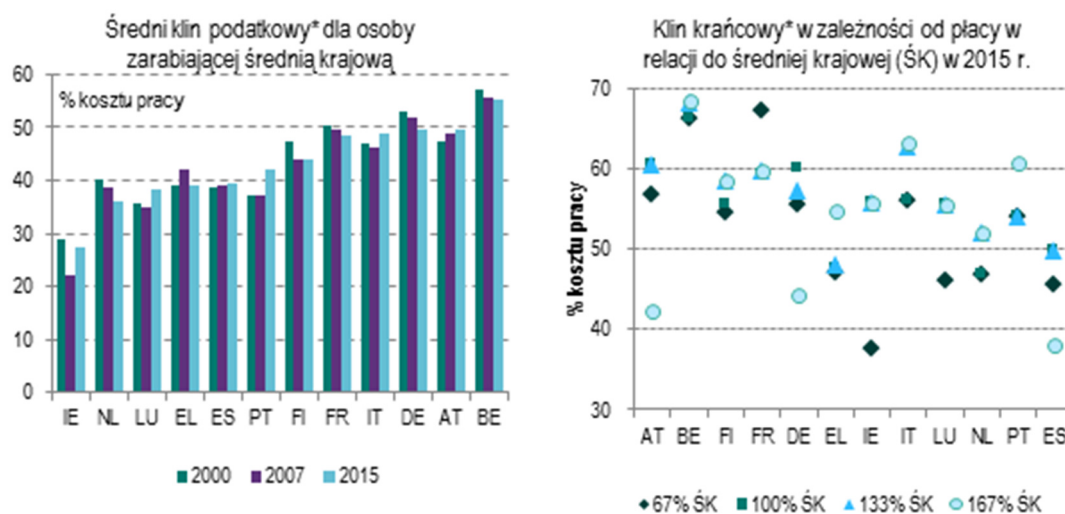 Średni klin podatkowy* dla osoby
zarabiającej średnią krajową
% kosztu pracy
60
50
40
30
20
10
0
IE NL LU EL ES PT FI FR IT DE AT BE
2000 2007 2015
Klin krańcowy* w zależności od płacy w
relacji do średniej krajowej (ŚK) w 2015 r.
% kosztu pracy
70
60
50
40
30
AT BE FI FR DE EL IE IT LU NL PT ES
67% ŚK 100% ŚK 133% ŚK 167% ŚK